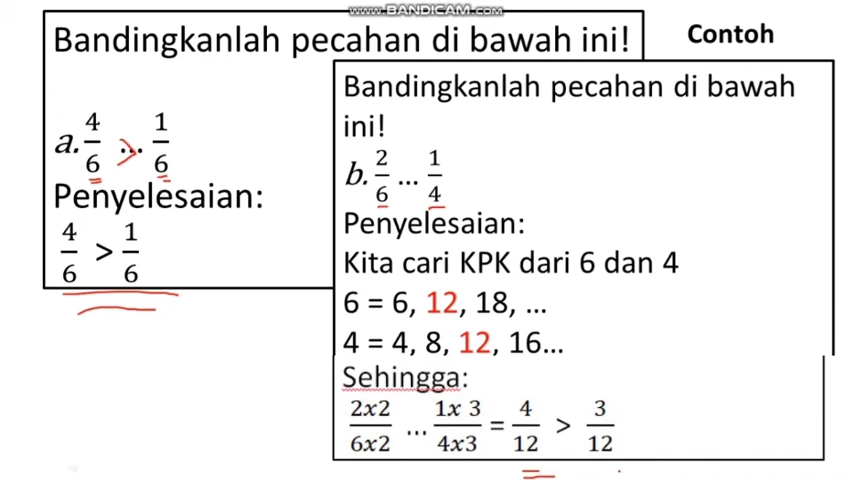 www.BANDICAM.com
Bandingkanlah pecahan di bawah ini!
a. 4/6 ... > 1/6
Penyelesaian:
4/6 > 1/6
Contoh
Bandingkanlah pecahan di bawah
ini!
b. 2/6 ... 1/4
Penyelesaian:
Kita cari KPK dari 6 dan 4
6 = 6, 12, 18, ...
4 = 4, 8, 12, 16...
Sehingga:
2x2/6x2 ... 1x 3/4x3 = 4/12 > 3/12